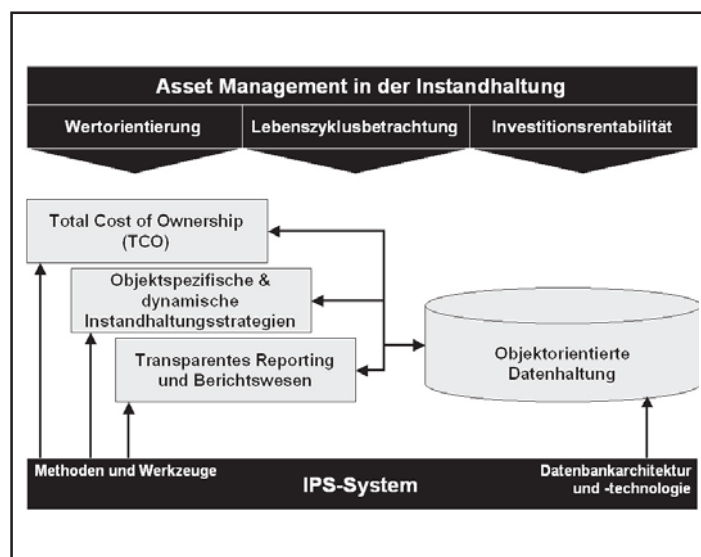 Asset Management in der Instandhaltung
Wertorientierung
Lebenszyklusbetrachtung
Investitionsrentabilität
Total Cost of Ownership
(TCO)
Objektspezifische &
dynamische
Instandhaltungsstrategien
Transparentes Reporting
und Berichtswesen
Objektorientierte
Datenhaltung
Methoden und Werkzeuge
IPS-System
Datenbankarchitektur
und -technologie